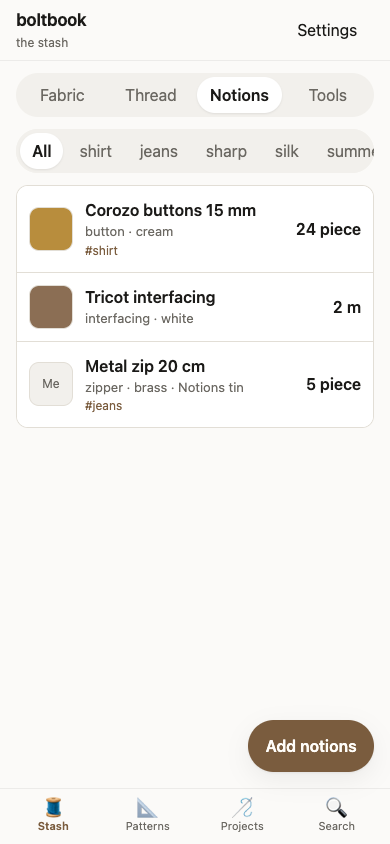 boltbook
the stash
Settings
Fabric Thread Notions Tools
All shirt jeans sharp silk
Corozo buttons 15 mm
button · cream
#shirt
24 piece
Tricot interfacing
interfacing · white
2 m
Me
Metal zip 20 cm
zipper · brass · Notions tin
#jeans
5 piece
Add notions
Stash Patterns Projects Search